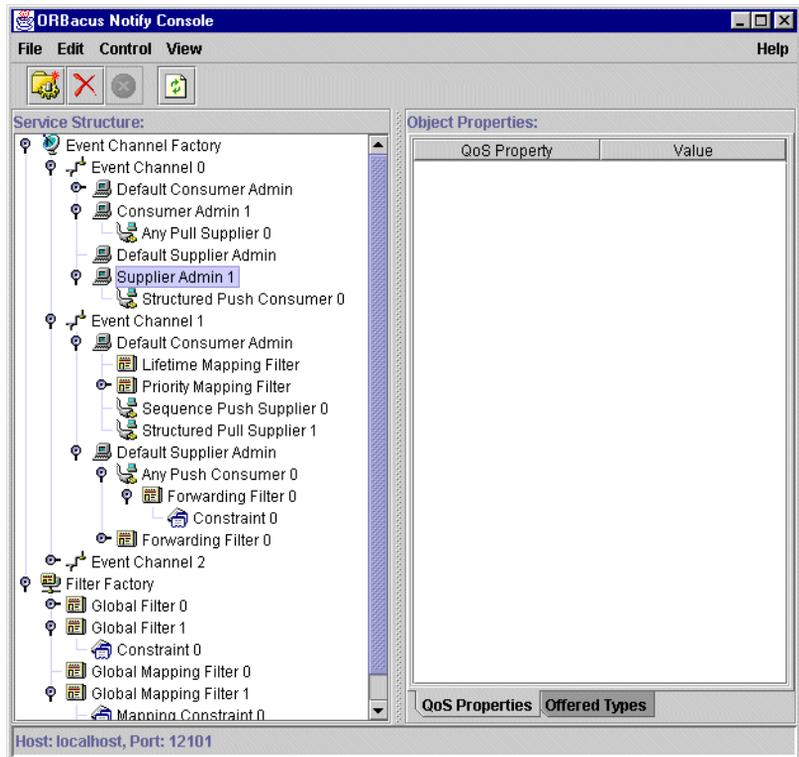 ORBacus Notify Console
File Edit Control View Help
Service Structure:
Event Channel Factory
Event Channel 0
Default Consumer Admin
Consumer Admin 1
Any Pull Supplier 0
Default Supplier Admin
Supplier Admin 1
Structured Push Consumer 0
Event Channel 1
Default Consumer Admin
Lifetime Mapping Filter
Priority Mapping Filter
Sequence Push Supplier 0
Structured Pull Supplier 1
Default Supplier Admin
Any Push Consumer 0
Forwarding Filter 0
Constraint 0
Forwarding Filter 0
Event Channel 2
Filter Factory
Global Filter 0
Global Filter 1
Constraint 0
Global Mapping Filter 0
Global Mapping Filter 1
Mapping Constraint 0
Object Properties:
QoS Property Value
QoS Properties Offered Types
Host: localhost, Port: 12101